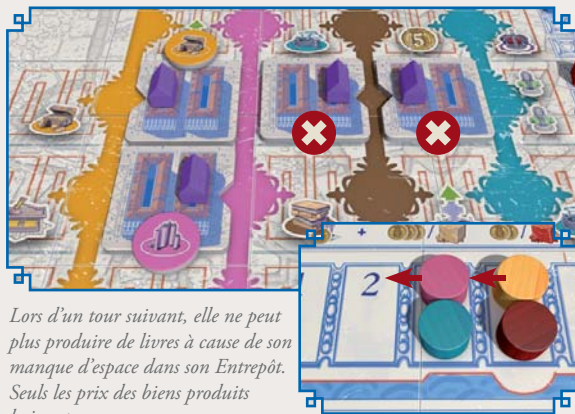 5
2
+
/
/
Lors d'un tour suivant, elle ne peut
plus produire de livres à cause de son
manque d'espace dans son Entrepôt.
Seuls les prix des biens produits